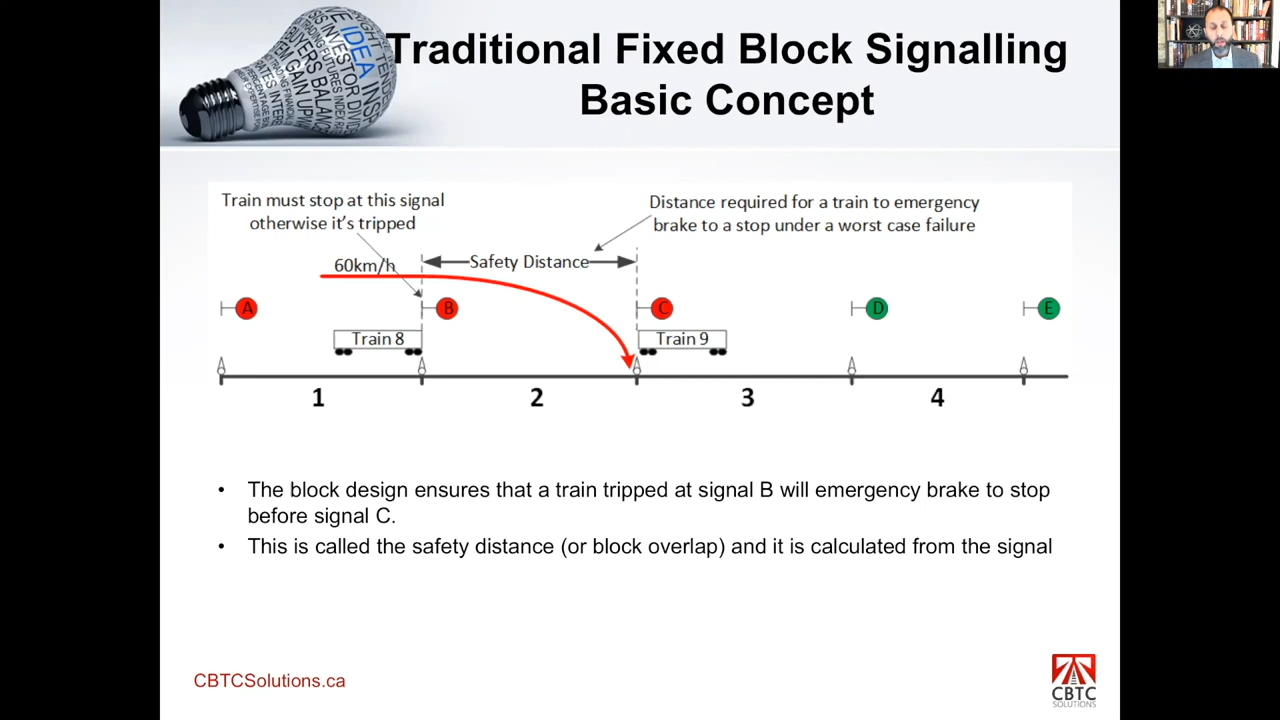 Traditional Fixed Block Signalling
Basic Concept
IDEA
Train must stop at this signal
otherwise it's tripped
Distance required for a train to emergency
brake to a stop under a worst case failure
60km/h
Safety Distance
A
B
C
D
E
Train 8
Train 9
1
2
3
4
• The block design ensures that a train tripped at signal B will emergency brake to stop
before signal C.
• This is called the safety distance (or block overlap) and it is calculated from the signal
CBTCSolutions.ca
CBTC
SOLUTIONS